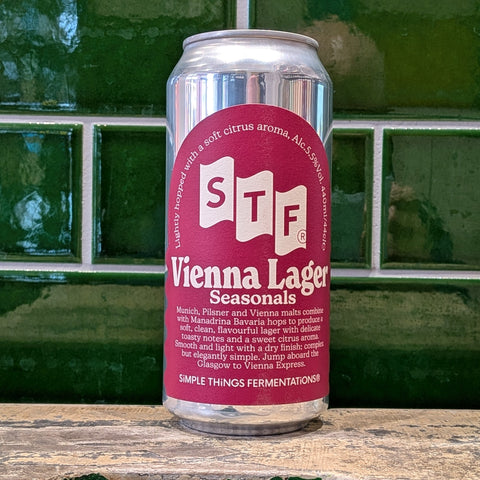 Lightly hopped with a soft citrus aroma. Alc.5.5%Vol. 440ml/440℮
STF®
Vienna Lager
Seasonals
Munich, Pilsner and Vienna malts combine
with Manadrina Bavaria hops to produce a
soft, clean, flavourful lager with delicate
toasty notes and a sweet citrus aroma.
Smooth and light with a dry finish; complex
but elegantly simple. Jump aboard the
Glasgow to Vienna Express.
SiMPLE THiNGS FERMENTATiONS®